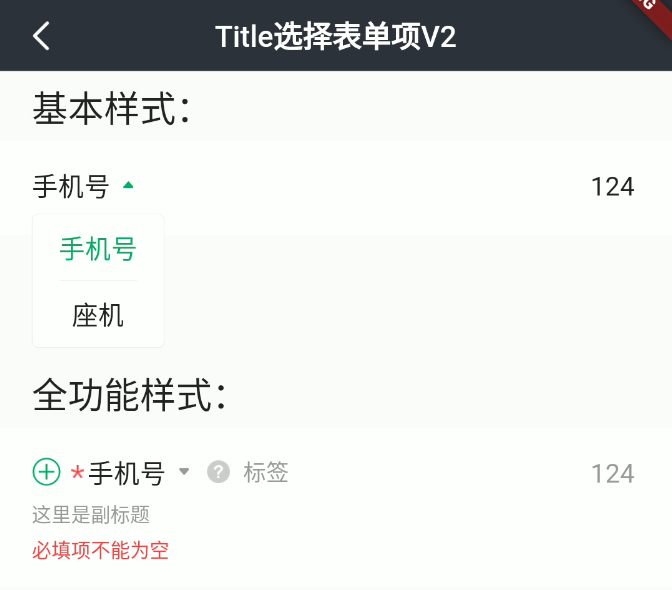 Title选择表单项V2
基本样式：
手机号 124
手机号
座机
全功能样式：
*手机号 ? 标签 124
这里是副标题
必填项不能为空